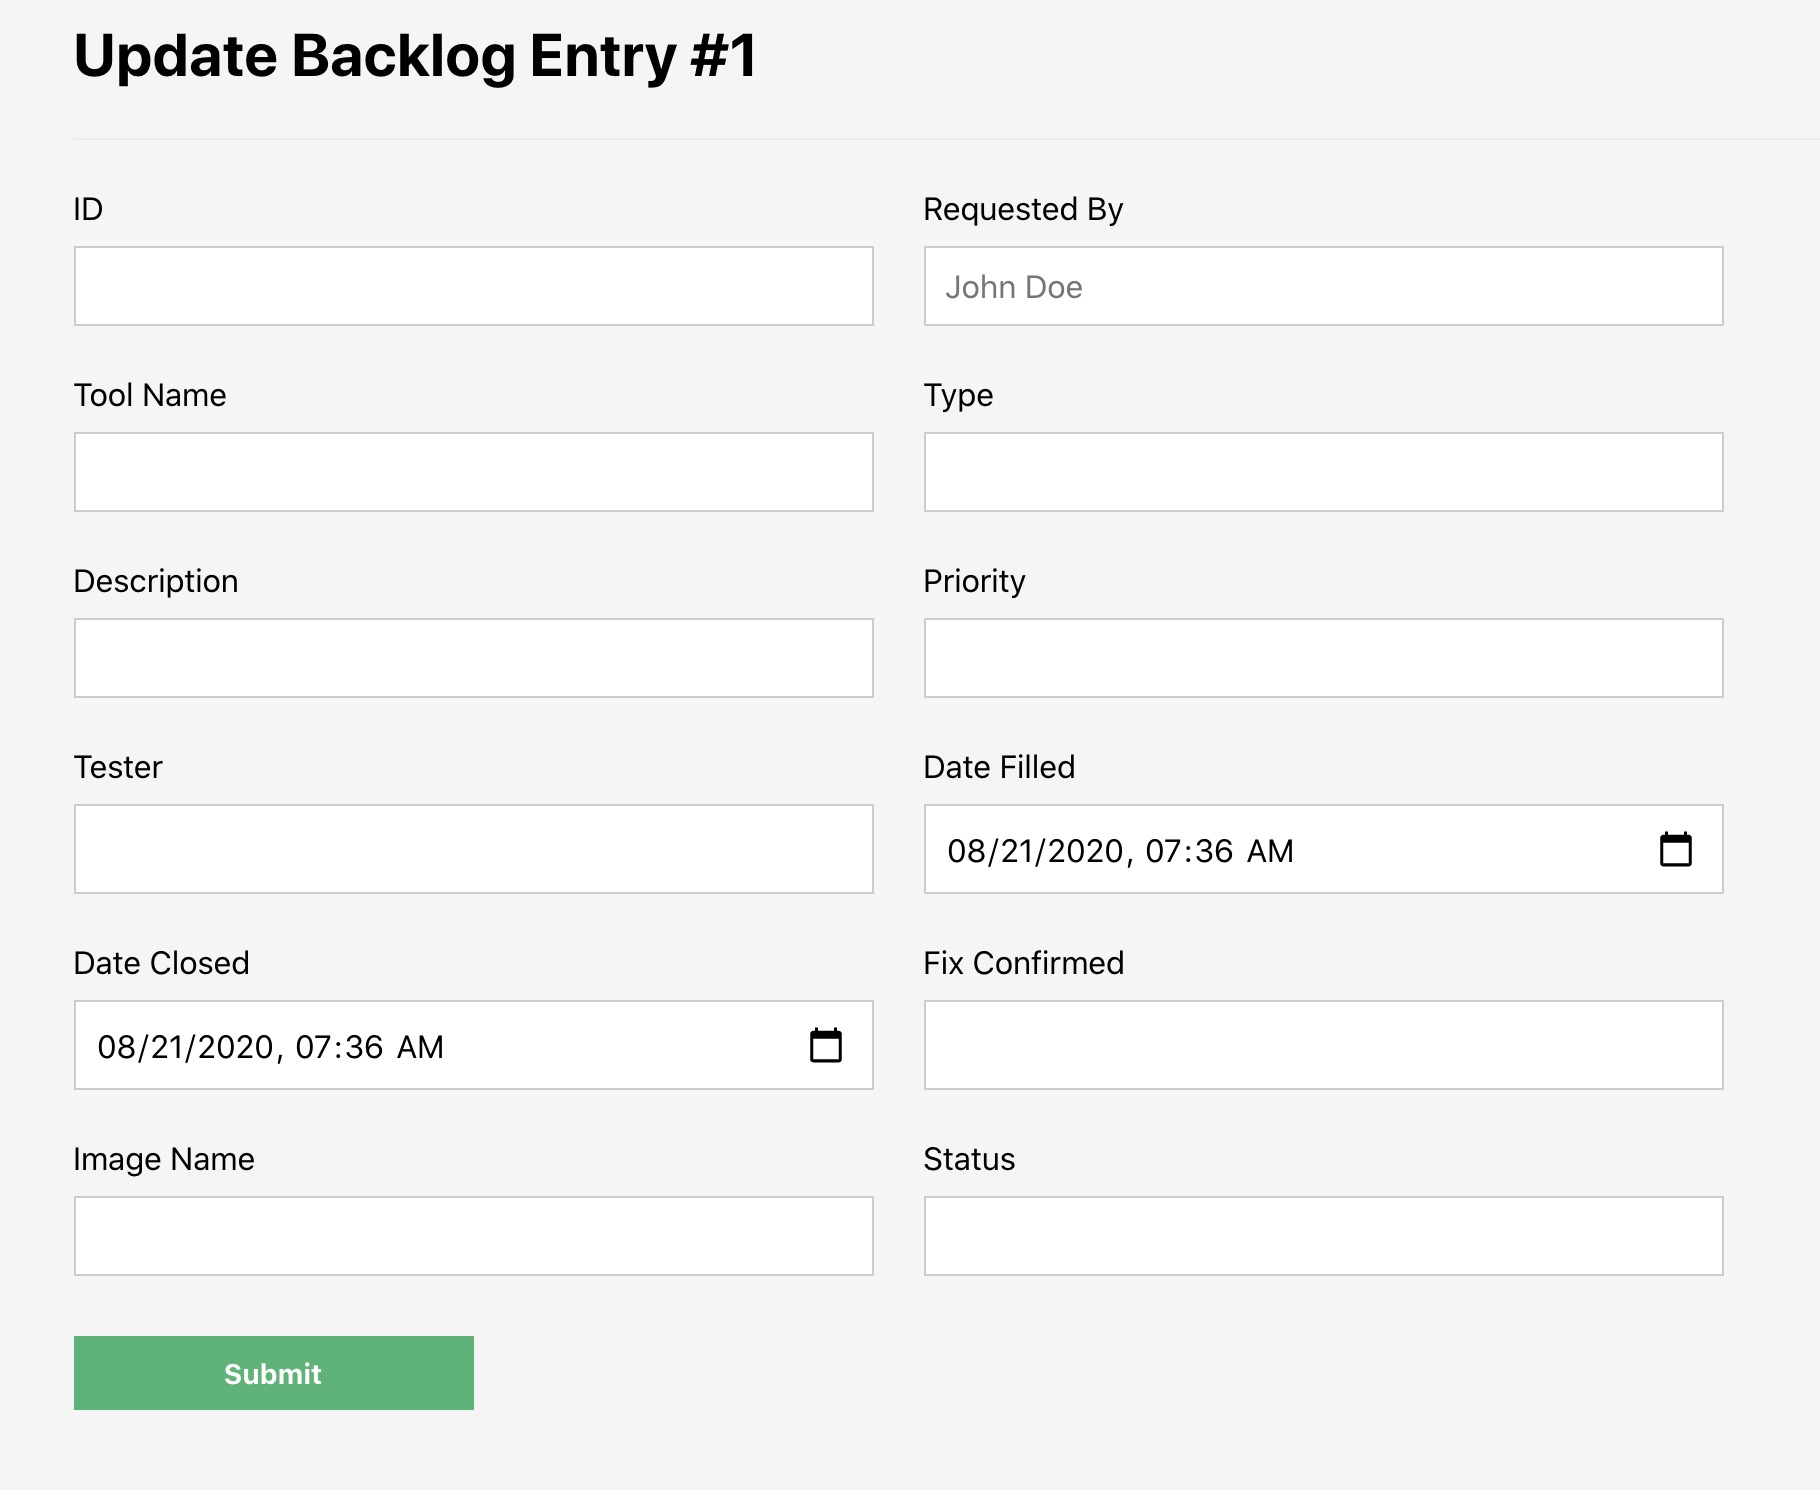 Update Backlog Entry #1
ID
Requested By
John Doe
Tool Name
Type
Description
Priority
Tester
Date Filled
08/21/2020, 07:36 AM
Date Closed
Fix Confirmed
08/21/2020, 07:36 AM
Image Name
Status
Submit